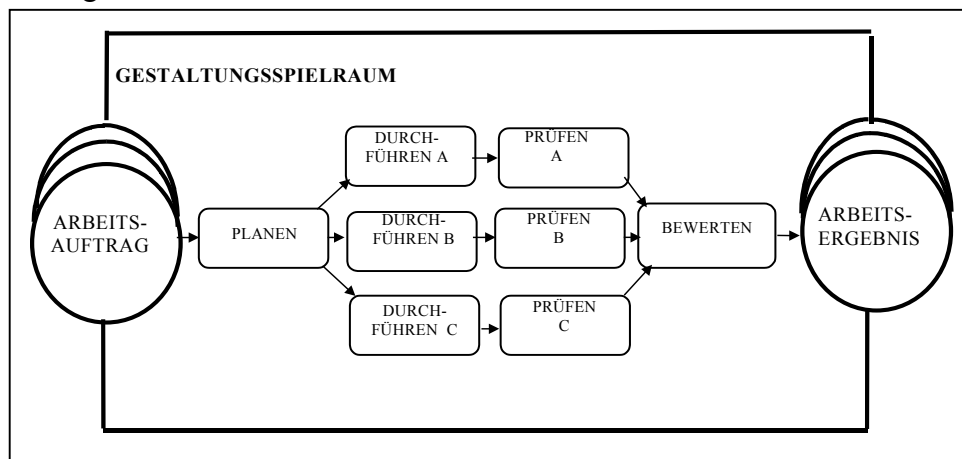 GESTALTUNGSSPIELRAUM
ARBEITS-
AUFTRAG
PLANEN
DURCH-
FÜHREN A
PRÜFEN
A
DURCH-
FÜHREN B
PRÜFEN
B
DURCH-
FÜHREN C
PRÜFEN
C
BEWERTEN
ARBEITS-
ERGEBNIS